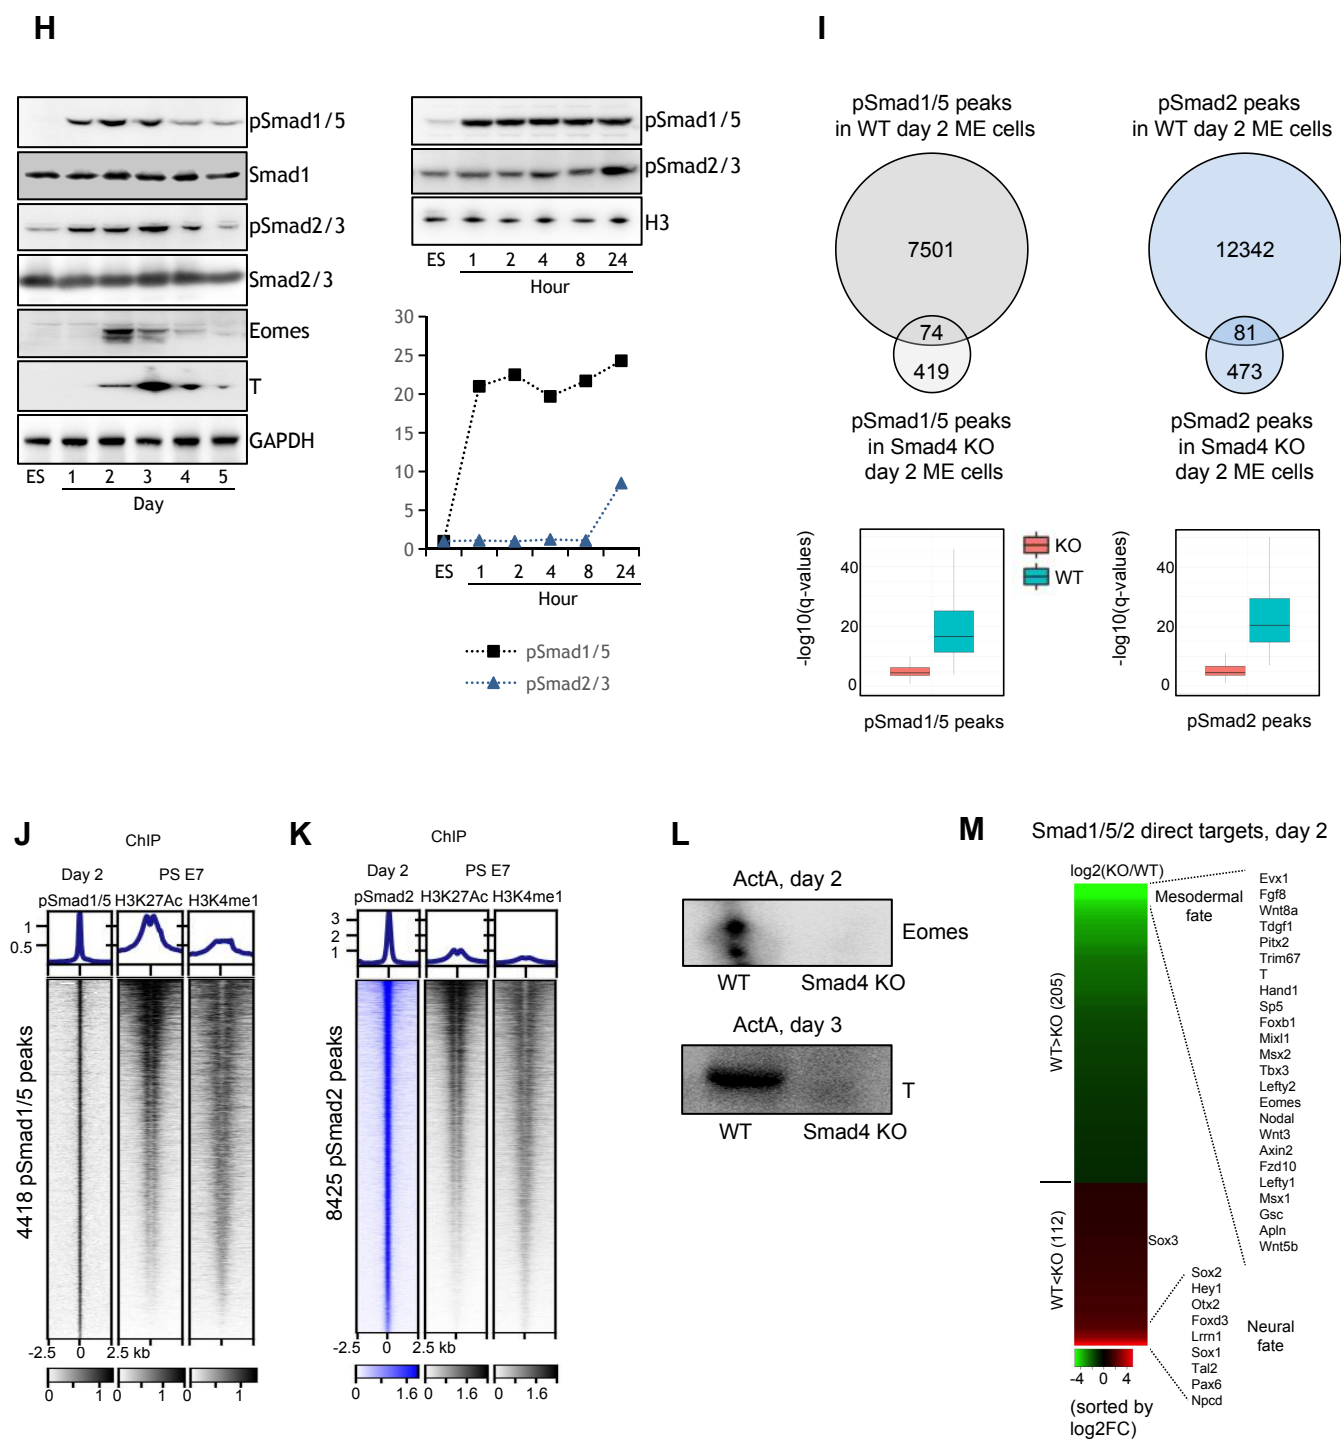 H
pSmad1/5
Smad1
pSmad2/3
Smad2/3
Eomes
T
GAPDH
ES 1 2 3 4 5
Day
pSmad1/5
pSmad2/3
H3
ES 1 2 4 8 24
Hour
30
25
20
15
10
5
0
ES 1 2 4 8 24
Hour
pSmad1/5
pSmad2/3
I
pSmad1/5 peaks
in WT day 2 ME cells
7501
74
419
pSmad1/5 peaks
in Smad4 KO
day 2 ME cells
pSmad2 peaks
in WT day 2 ME cells
12342
81
473
pSmad2 peaks
in Smad4 KO
day 2 ME cells
-log10(q-values)
40
20
0
pSmad1/5 peaks
KO
WT
-log10(q-values)
40
20
0
pSmad2 peaks
J
ChIP
Day 2 PS E7
pSmad1/5 H3K27Ac H3K4me1
1
0.5
4418 pSmad1/5 peaks
-2.5 0 2.5 kb
0 1 0 1 0 1
K
ChIP
Day 2 PS E7
pSmad2 H3K27Ac H3K4me1
3
2
1
8425 pSmad2 peaks
-2.5 0 2.5 kb
0 1.6 0 1.6 0 1.6
L
ActA, day 2
Eomes
WT Smad4 KO
ActA, day 3
T
WT Smad4 KO
M
Smad1/5/2 direct targets, day 2
log2(KO/WT)
Mesodermal
fate
WT>KO (205)
WT<KO (112)
Evx1
Fgf8
Wnt8a
Tdgf1
Pitx2
Trim67
T
Hand1
Sp5
Foxb1
Mixl1
Msx2
Tbx3
Lefty2
Eomes
Nodal
Wnt3
Axin2
Fzd10
Lefty1
Msx1
Gsc
Apln
Wnt5b
Sox3
Sox2
Hey1
Otx2
Foxd3
Lrrn1
Sox1
Tal2
Pax6
Npcd
Neural
fate
-4 0 4
(sorted by
log2FC)